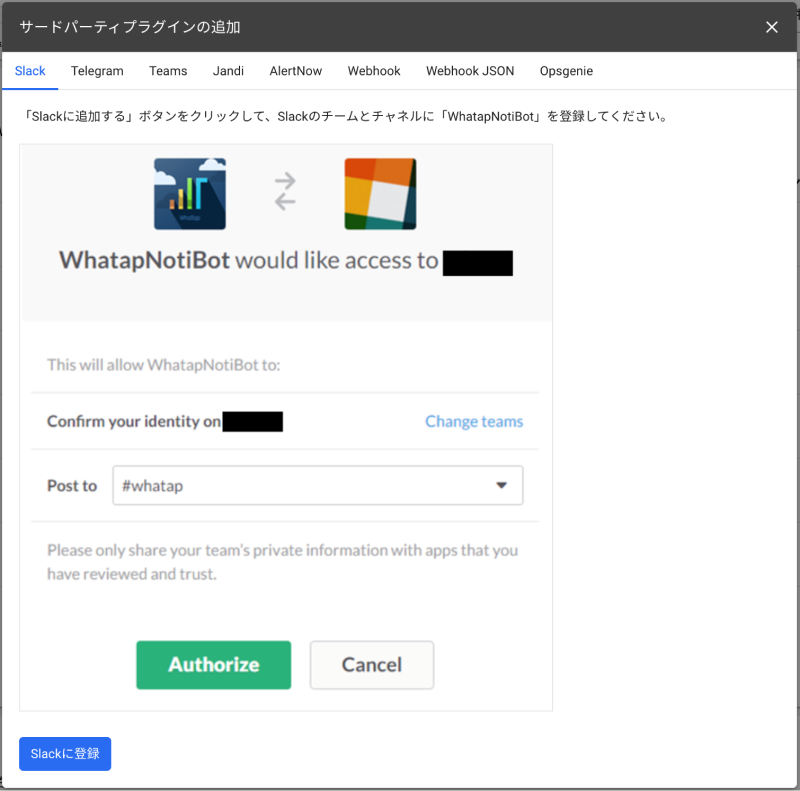 サードパーティプラグインの追加
Slack Telegram Teams Jandi AlertNow Webhook Webhook JSON Opsgenie
「Slackに追加する」ボタンをクリックして、Slackのチームとチャネルに「WhatapNotiBot」を登録してください。
Whatap
WhatapNotiBot would like access to
This will allow WhatapNotiBot to:
Confirm your identity on
Change teams
Post to #whatap
Please only share your team's private information with apps that you
have reviewed and trust.
Authorize Cancel
Slackに登録